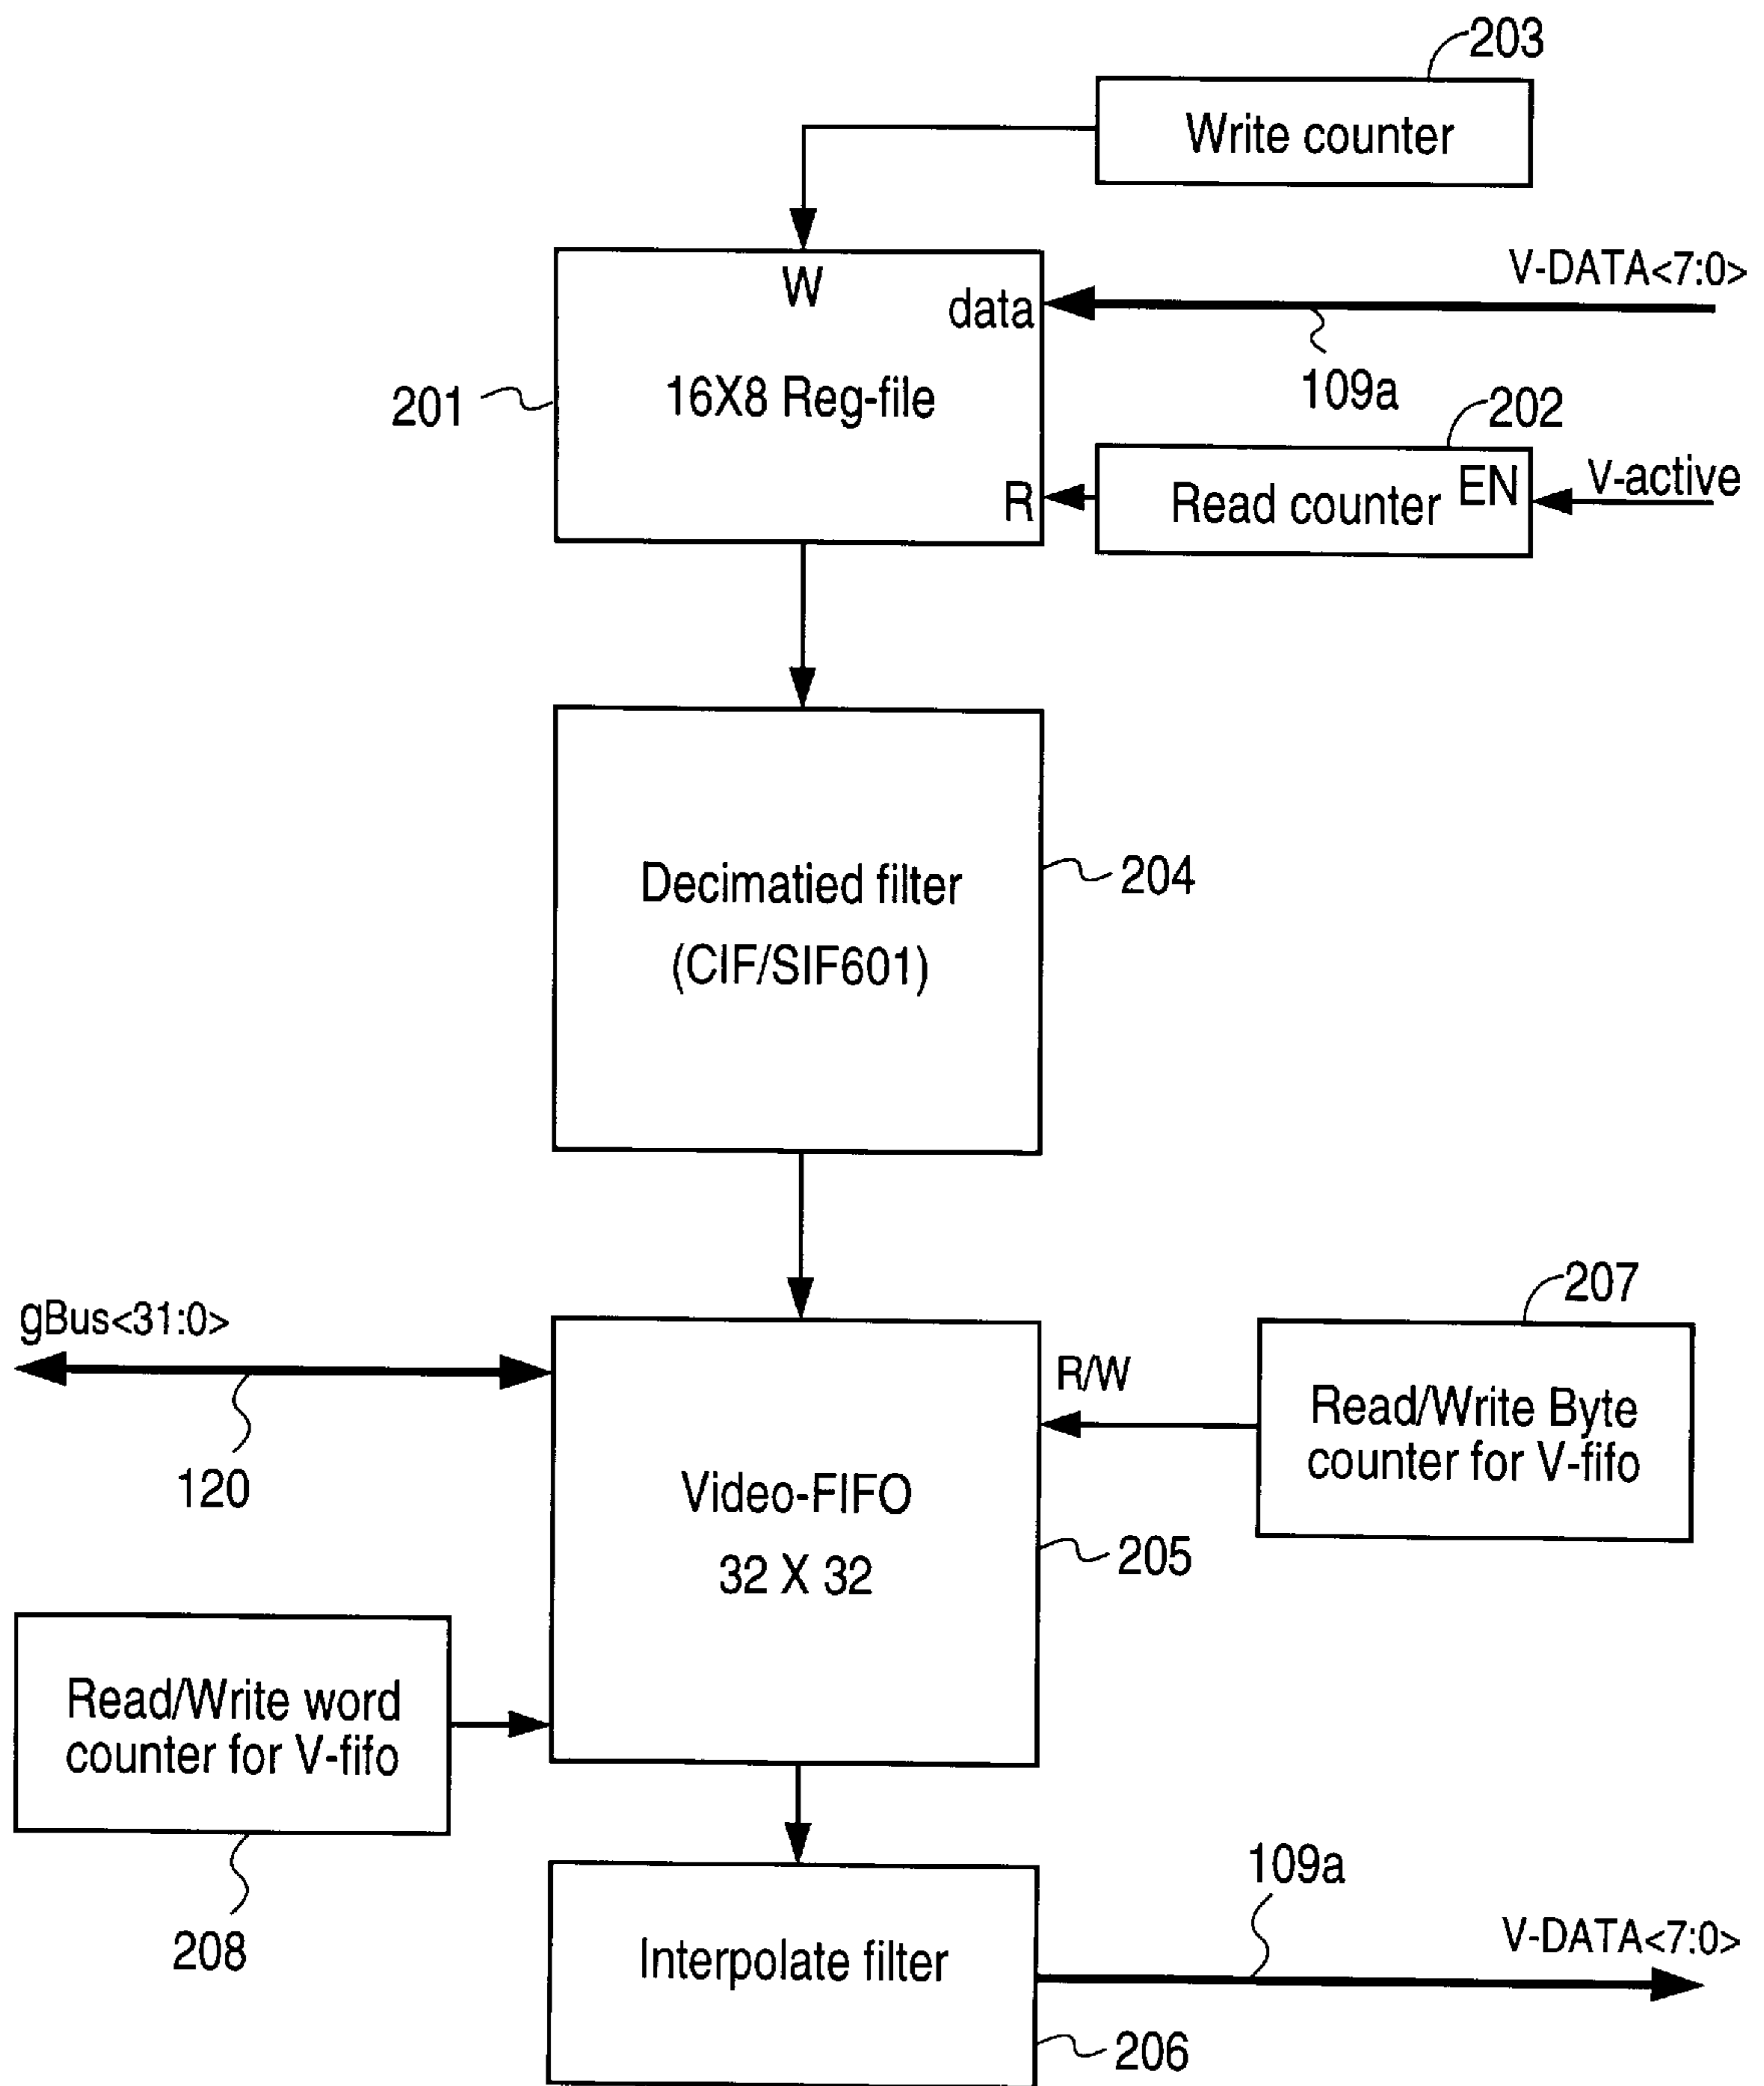 203
Write counter
W
V-DATA<7:0>
data
109a
201
16X8 Reg-file
202
R
Read counter
EN
V-active
Decimatied filter
(CIF/SIF601)
204
207
gBus<31:0>
R/W
Read/Write Byte
counter for V-fifo
120
Video-FIFO
32 X 32
205
Read/Write word
counter for V-fifo
208
109a
Interpolate filter
V-DATA<7:0>
206